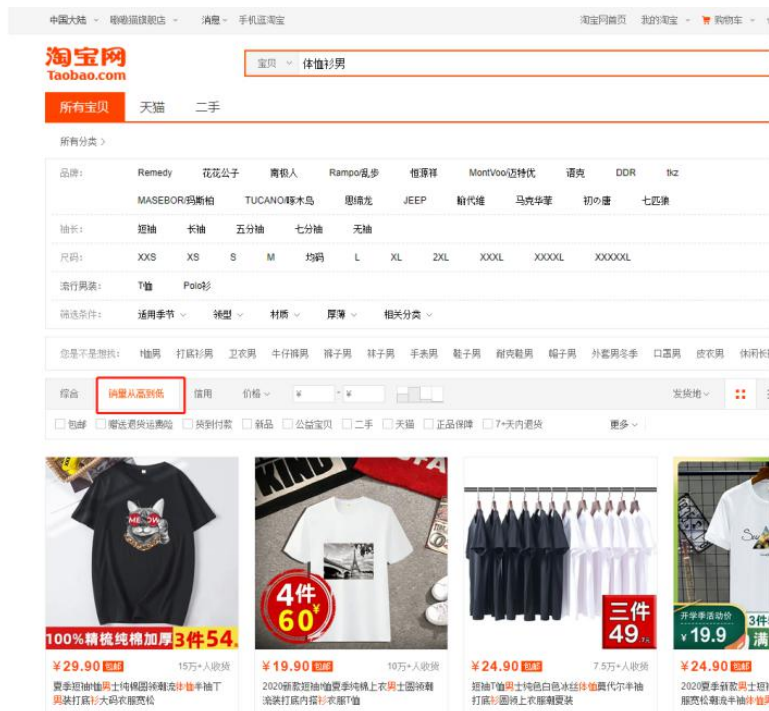 中国大陆 嗷嗷猫旗舰店 消息 手机逛淘宝 淘宝网首页 我的淘宝 购物车
淘宝网
Taobao.com
宝贝 体恤衫男
所有宝贝 天猫 二手
所有分类 >
品牌: Remedy 花花公子 南极人 Rampo/乱步 恒源祥 MontVoo/迈特优 语克 DDR tkz
MASEBOR/玛斯柏 TUCANO/啄木鸟 思缔龙 JEEP 翰代维 马克华菲 初の唐 七匹狼
袖长: 短袖 长袖 五分袖 七分袖 无袖
尺码: XXS XS S M 均码 L XL 2XL XXXL XXXXL XXXXXL
流行男装: T恤 Polo衫
筛选条件: 适用季节 领型 材质 厚薄 相关分类
您是不是想找: t恤男 打底衫男 卫衣男 牛仔裤男 裤子男 袜子男 手表男 鞋子男 耐克鞋男 帽子男 外套男冬季 口罩男 皮衣男 休闲长
综合 销量从高到低 信用 价格 ¥ - ¥ 发货地
包邮 赠送退货运费险 货到付款 新品 公益宝贝 二手 天猫 正品保障 7+天内退货 更多
MEOW
100%精梳纯棉加厚 3件54.
KIND
4件
60¥
三件
49.
开学季活动价
¥19.9
3件
满
¥29.90 包邮 15万+人收货
¥19.90 包邮 10万+人收货
¥24.90 包邮 7.5万+人收货
¥24.90 包邮
夏季短袖t恤男士纯棉圆领潮流体恤半袖丁
男装打底衫大码衣服宽松
2020新款短袖t恤夏季纯棉上衣男士圆领潮
流装打底内搭衫衣服T恤
短袖T恤男士纯色白色冰丝体恤莫代尔半袖
打底衫圆领上衣服潮夏装
2020夏季新款男士短
服宽松潮流半袖体恤男